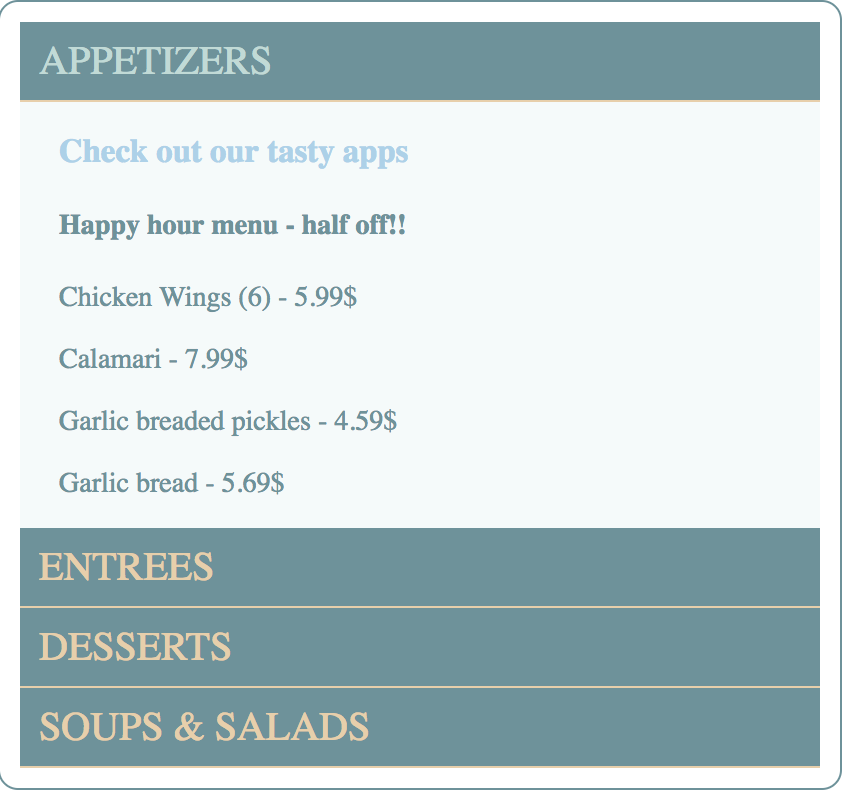 APPETIZERS
Check out our tasty apps
Happy hour menu - half off!!
Chicken Wings (6) - 5.99$
Calamari - 7.99$
Garlic breaded pickles - 4.59$
Garlic bread - 5.69$
ENTREES
DESSERTS
SOUPS & SALADS